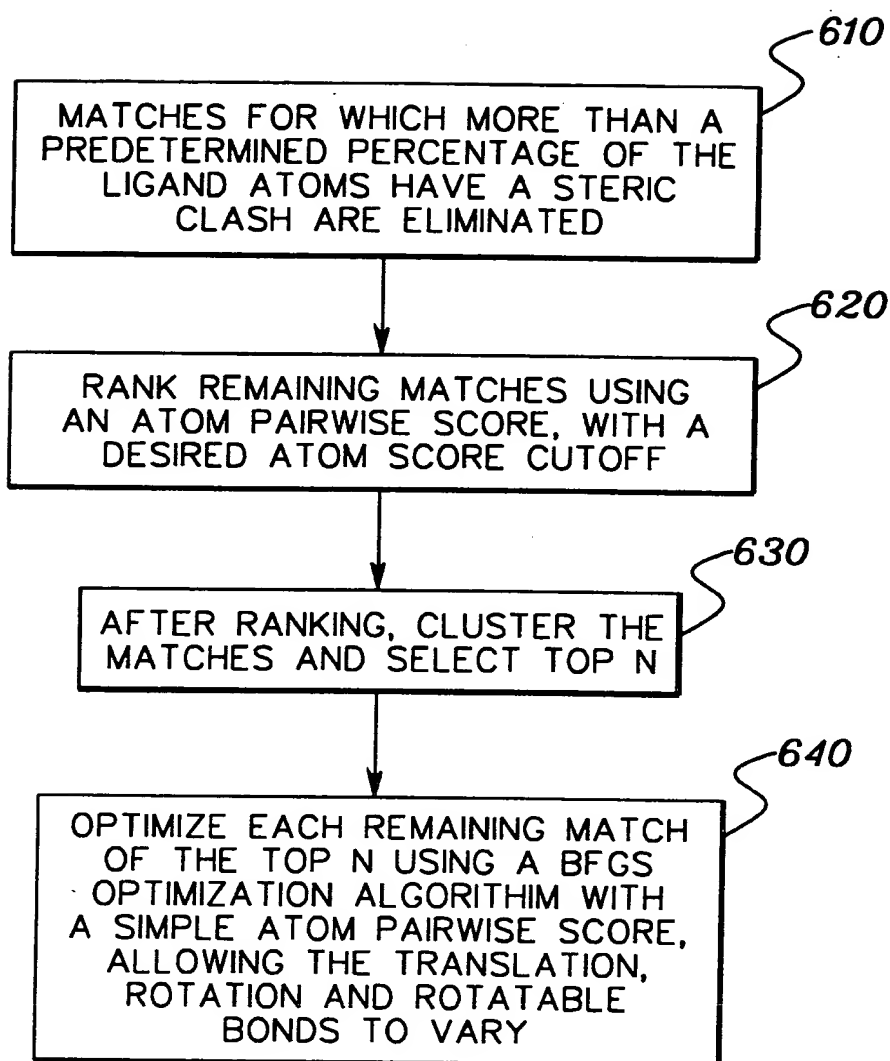 610
MATCHES FOR WHICH MORE THAN A
PREDETERMINED PERCENTAGE OF THE
LIGAND ATOMS HAVE A STERIC
CLASH ARE ELIMINATED
620
RANK REMAINING MATCHES USING
AN ATOM PAIRWISE SCORE, WITH A
DESIRED ATOM SCORE CUTOFF
630
AFTER RANKING, CLUSTER THE
MATCHES AND SELECT TOP N
640
OPTIMIZE EACH REMAINING MATCH
OF THE TOP N USING A BFGS
OPTIMIZATION ALGORITHIM WITH
A SIMPLE ATOM PAIRWISE SCORE,
ALLOWING THE TRANSLATION,
ROTATION AND ROTATABLE
BONDS TO VARY